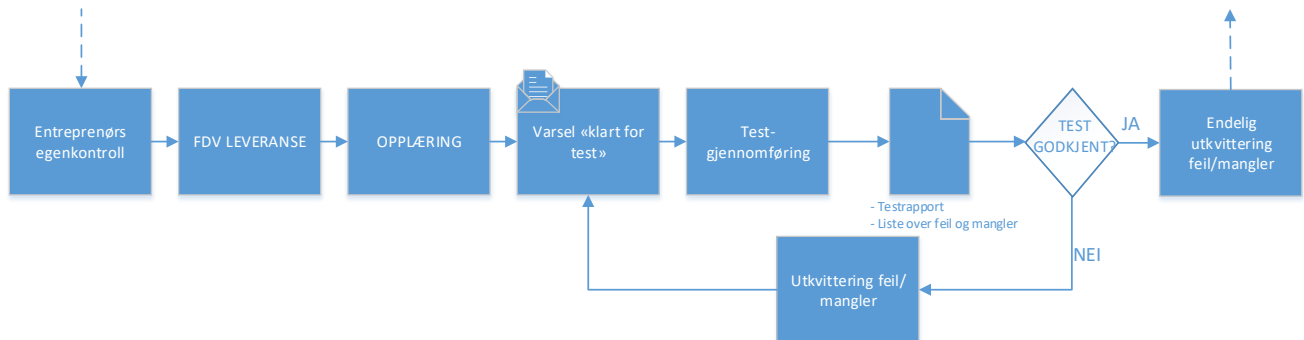 Entreprenørs
egenkontroll
FDV LEVERANSE
OPPLÆRING
Varsel «klart for
test»
Test-
gjennomføring
- Testrapport
- Liste over feil og mangler
TEST
GODKJENT?
JA
Endelig
utkvittering
feil/mangler
NEI
Utkvittering feil/
mangler